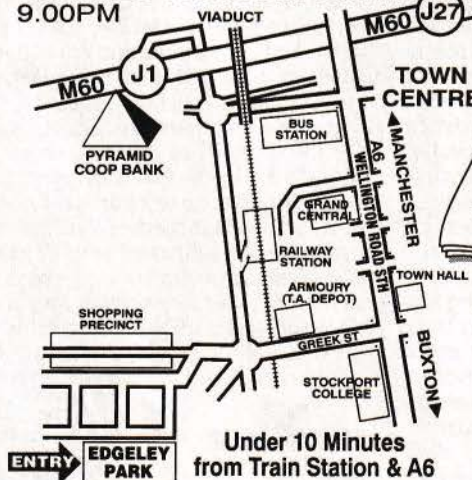 9.00PM
VIADUCT
M60
J27
J1
M60
TOWN
CENTRE
BUS
STATION
PYRAMID
COOP BANK
MANCHESTER
A6
WELLINGTON ROAD STH
GRAND
CENTRAL
RAILWAY
STATION
TOWN HALL
ARMOURY
(T.A. DEPOT)
SHOPPING
PRECINCT
GREEK ST
BUXTON
STOCKPORT
COLLEGE
ENTRY
EDGELEY
PARK
Under 10 Minutes
from Train Station & A6